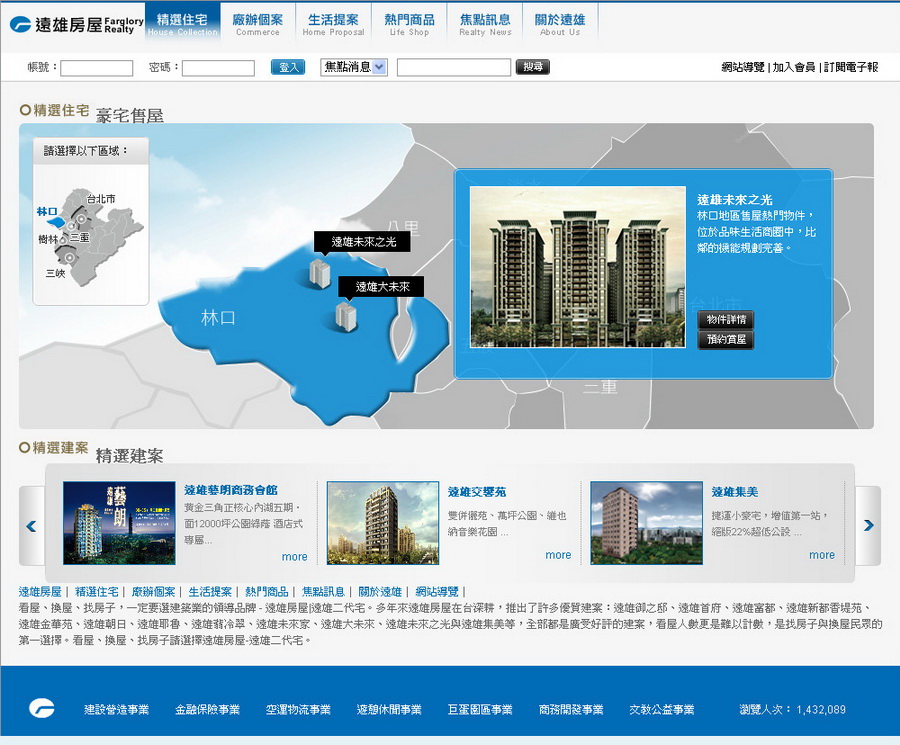 遠雄房屋 Farglory Realty
精選住宅 廠辦個案 生活提案 熱門商品 焦點訊息 關於遠雄
House Collection Commerce Home Proposal Life Shop Realty News About Us
帳號： 密碼： 登入 焦點消息 搜尋 網站導覽 | 加入會員 | 訂閱電子報
精選住宅 豪宅售屋
請選擇以下區域：
台北市
林口
三重
樹林
三峽
八里
遠雄未來之光
遠雄大未來
林口
遠雄未來之光
林口地區售屋熱門物件，
位於品味生活商圈中，比
鄰的機能規劃完善。
台北市
物件詳情
預約賞屋
三重
精選建案 精選建案
藝朗
遠雄藝朗商務會館
黃金三角正核心內湖五期，
面12000坪公園綠蔭 酒店式
專屬...
more
遠雄交響苑
雙併儷苑、萬坪公園、維也
納音樂花園 ...
more
遠雄集美
捷運小豪宅，增值第一站，
絕版22%超低公設 ...
more
遠雄房屋 | 精選住宅 | 廠辦個案 | 生活提案 | 熱門商品 | 焦點訊息 | 關於遠雄 | 網站導覽 |
看屋、換屋、找房子，一定要選建築業的領導品牌 - 遠雄房屋|遠雄二代宅。多年來遠雄房屋在台深耕，推出了許多優質建案：遠雄御之邸、遠雄首府、遠雄富都、遠雄新都香堤苑、
遠雄金華苑、遠雄朝日、遠雄耶魯、遠雄翡冷翠、遠雄未來家、遠雄大未來、遠雄未來之光與遠雄集美等，全部都是廣受好評的建案，看屋人數更是難以計數，是找房子與換屋民眾的
第一選擇。看屋、換屋、找房子請選擇遠雄房屋-遠雄二代宅。
建設營造事業 金融保險事業 空運物流事業 遊憩休閒事業 巨蛋園區事業 商務開發事業 文教公益事業 瀏覽人次： 1,432,089